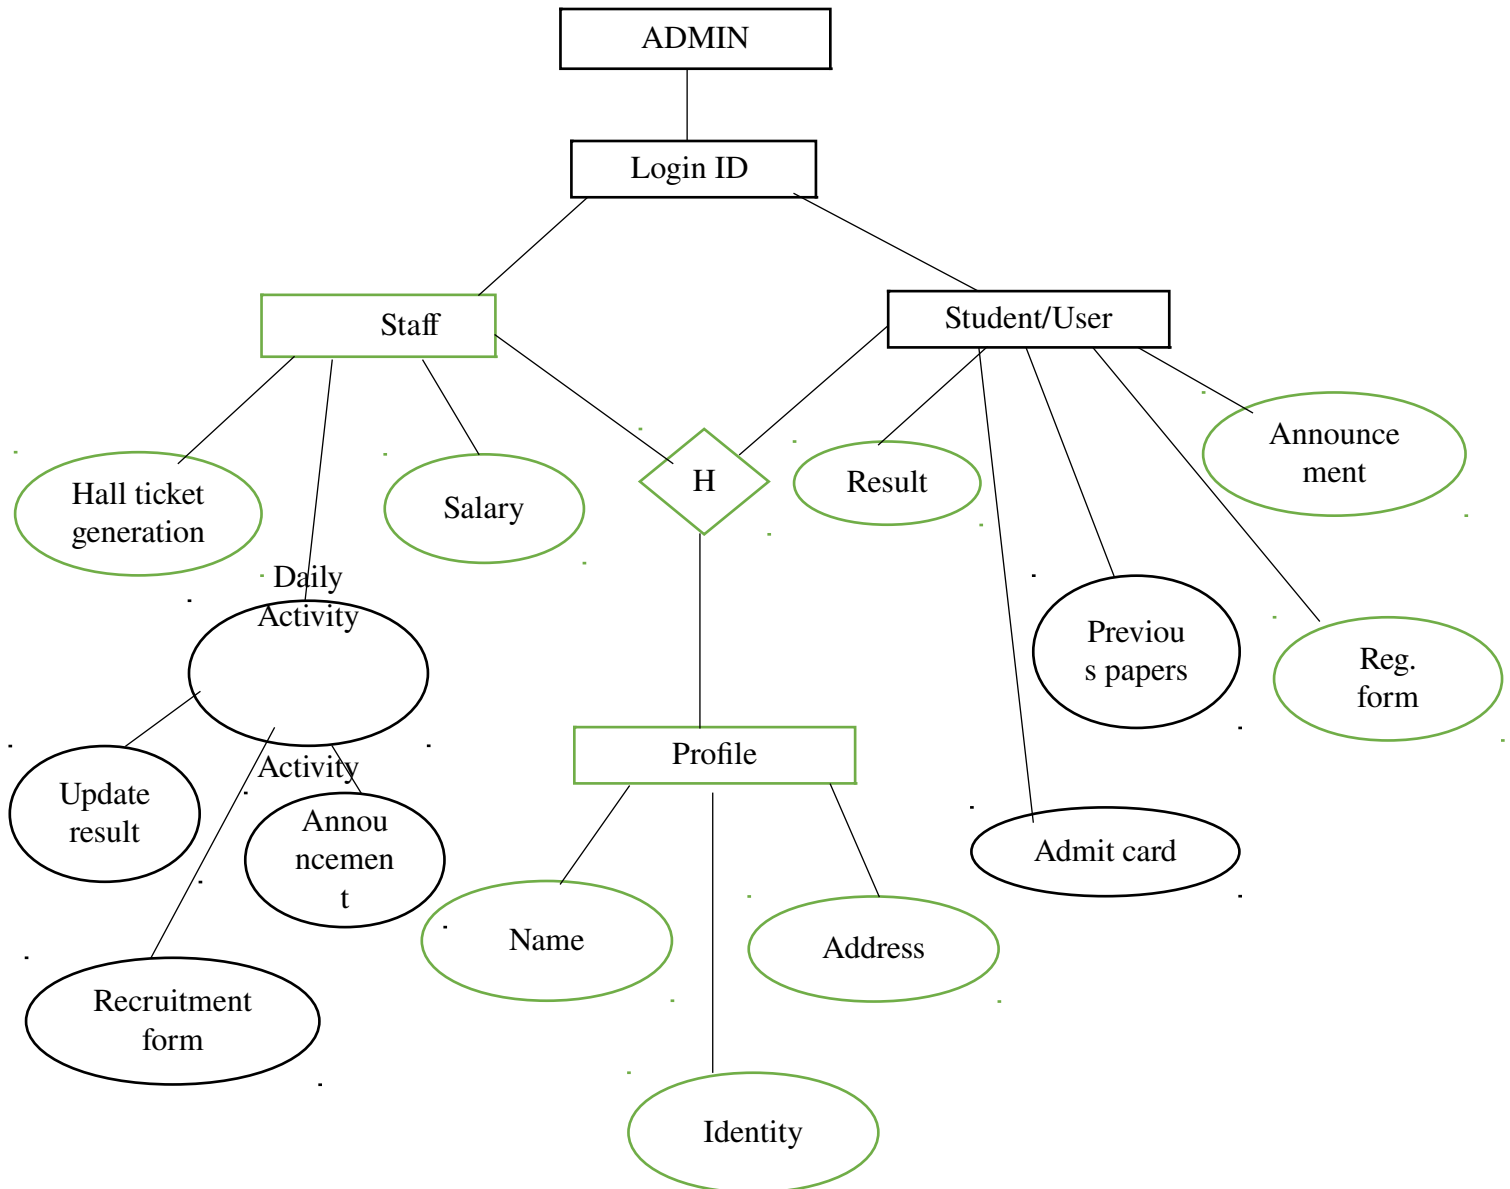 ADMIN
Login ID
Staff
Student/User
Hall ticket
generation
Salary
H
Result
Announce
ment
Daily
Activity
Previou
s papers
Reg.
form
Activity
Update
result
Annou
ncemen
t
Profile
Admit card
Name
Address
Recruitment
form
Identity